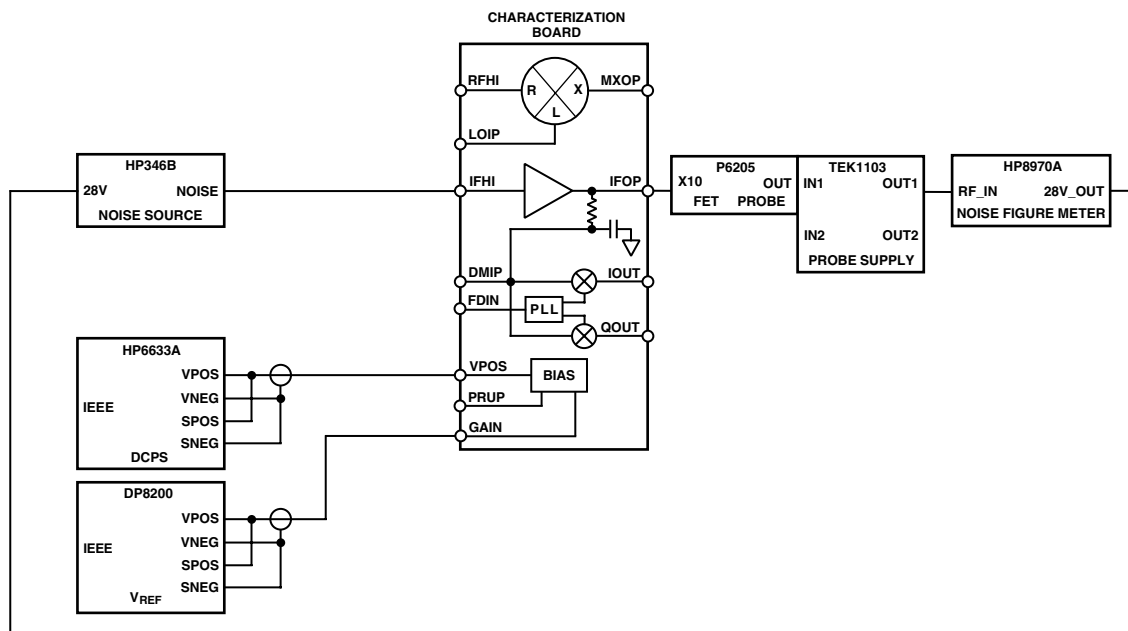 CHARACTERIZATION
BOARD
RFHI
R
X
L
MXOP
LOIP
HP346B
28V
NOISE
NOISE SOURCE
IFHI
IFOP
P6205
X10
OUT
FET PROBE
TEK1103
IN1
OUT1
IN2
OUT2
PROBE SUPPLY
HP8970A
RF_IN
28V_OUT
NOISE FIGURE METER
DMIP
IOUT
FDIN
PLL
QOUT
HP6633A
VPOS
VNEG
IEEE
SPOS
SNEG
DCPS
VPOS
BIAS
PRUP
GAIN
DP8200
VPOS
VNEG
IEEE
SPOS
SNEG
VREF